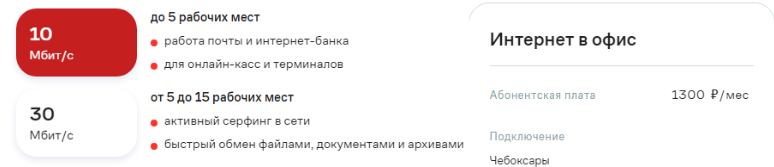 10
Мбит/с
до 5 рабочих мест
работа почты и интернет-банка
для онлайн-касс и терминалов
30
Мбит/с
от 5 до 15 рабочих мест
активный серфинг в сети
быстрый обмен файлами, документами и архивами
Интернет в офис
Абонентская плата 1300 ₽/мес
Подключение
Чебоксары